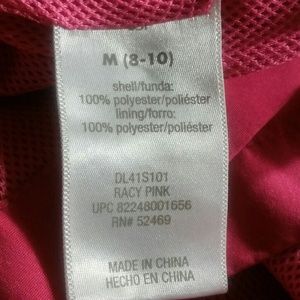 M (8-10)
shell/funda:
100% polyester/poliéster
lining/forro:
100% polyester/poliéster
DL41S101
RACY PINK
UPC 82248001656
RN# 52469
MADE IN CHINA
HECHO EN CHINA